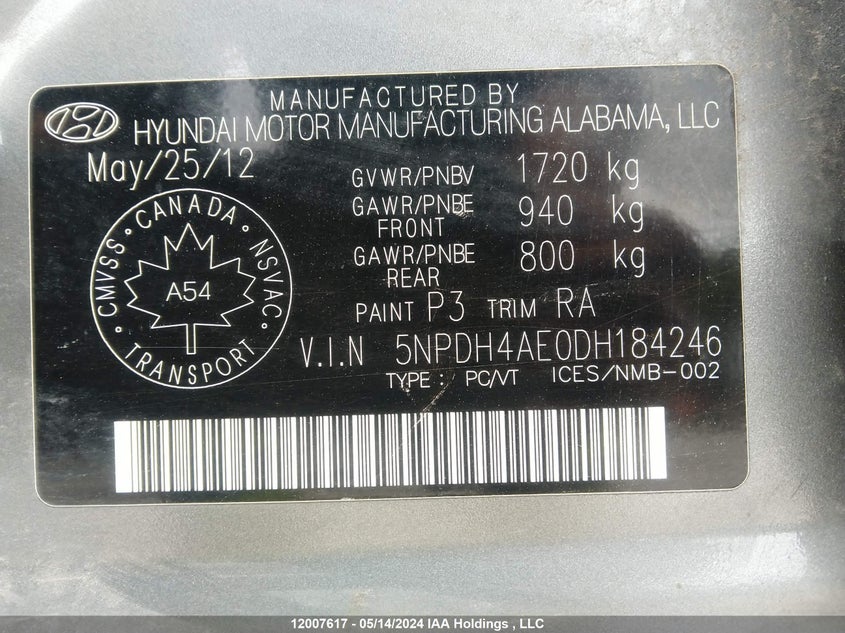 MANUFACTURED BY
HYUNDAI MOTOR MANUFACTURING ALABAMA, LLC
May/25/12
GVWR/PNBV 1720 kg
GAWR/PNBE FRONT 940 kg
GAWR/PNBE REAR 800 kg
CMVSS • CANADA • NSVAC • TRANSPORT •
A54
PAINT P3 TRIM RA
V.I.N 5NPDH4AE0DH184246
TYPE : PC/VT ICES/NMB-002
12007617 - 05/14/2024 IAA Holdings , LLC